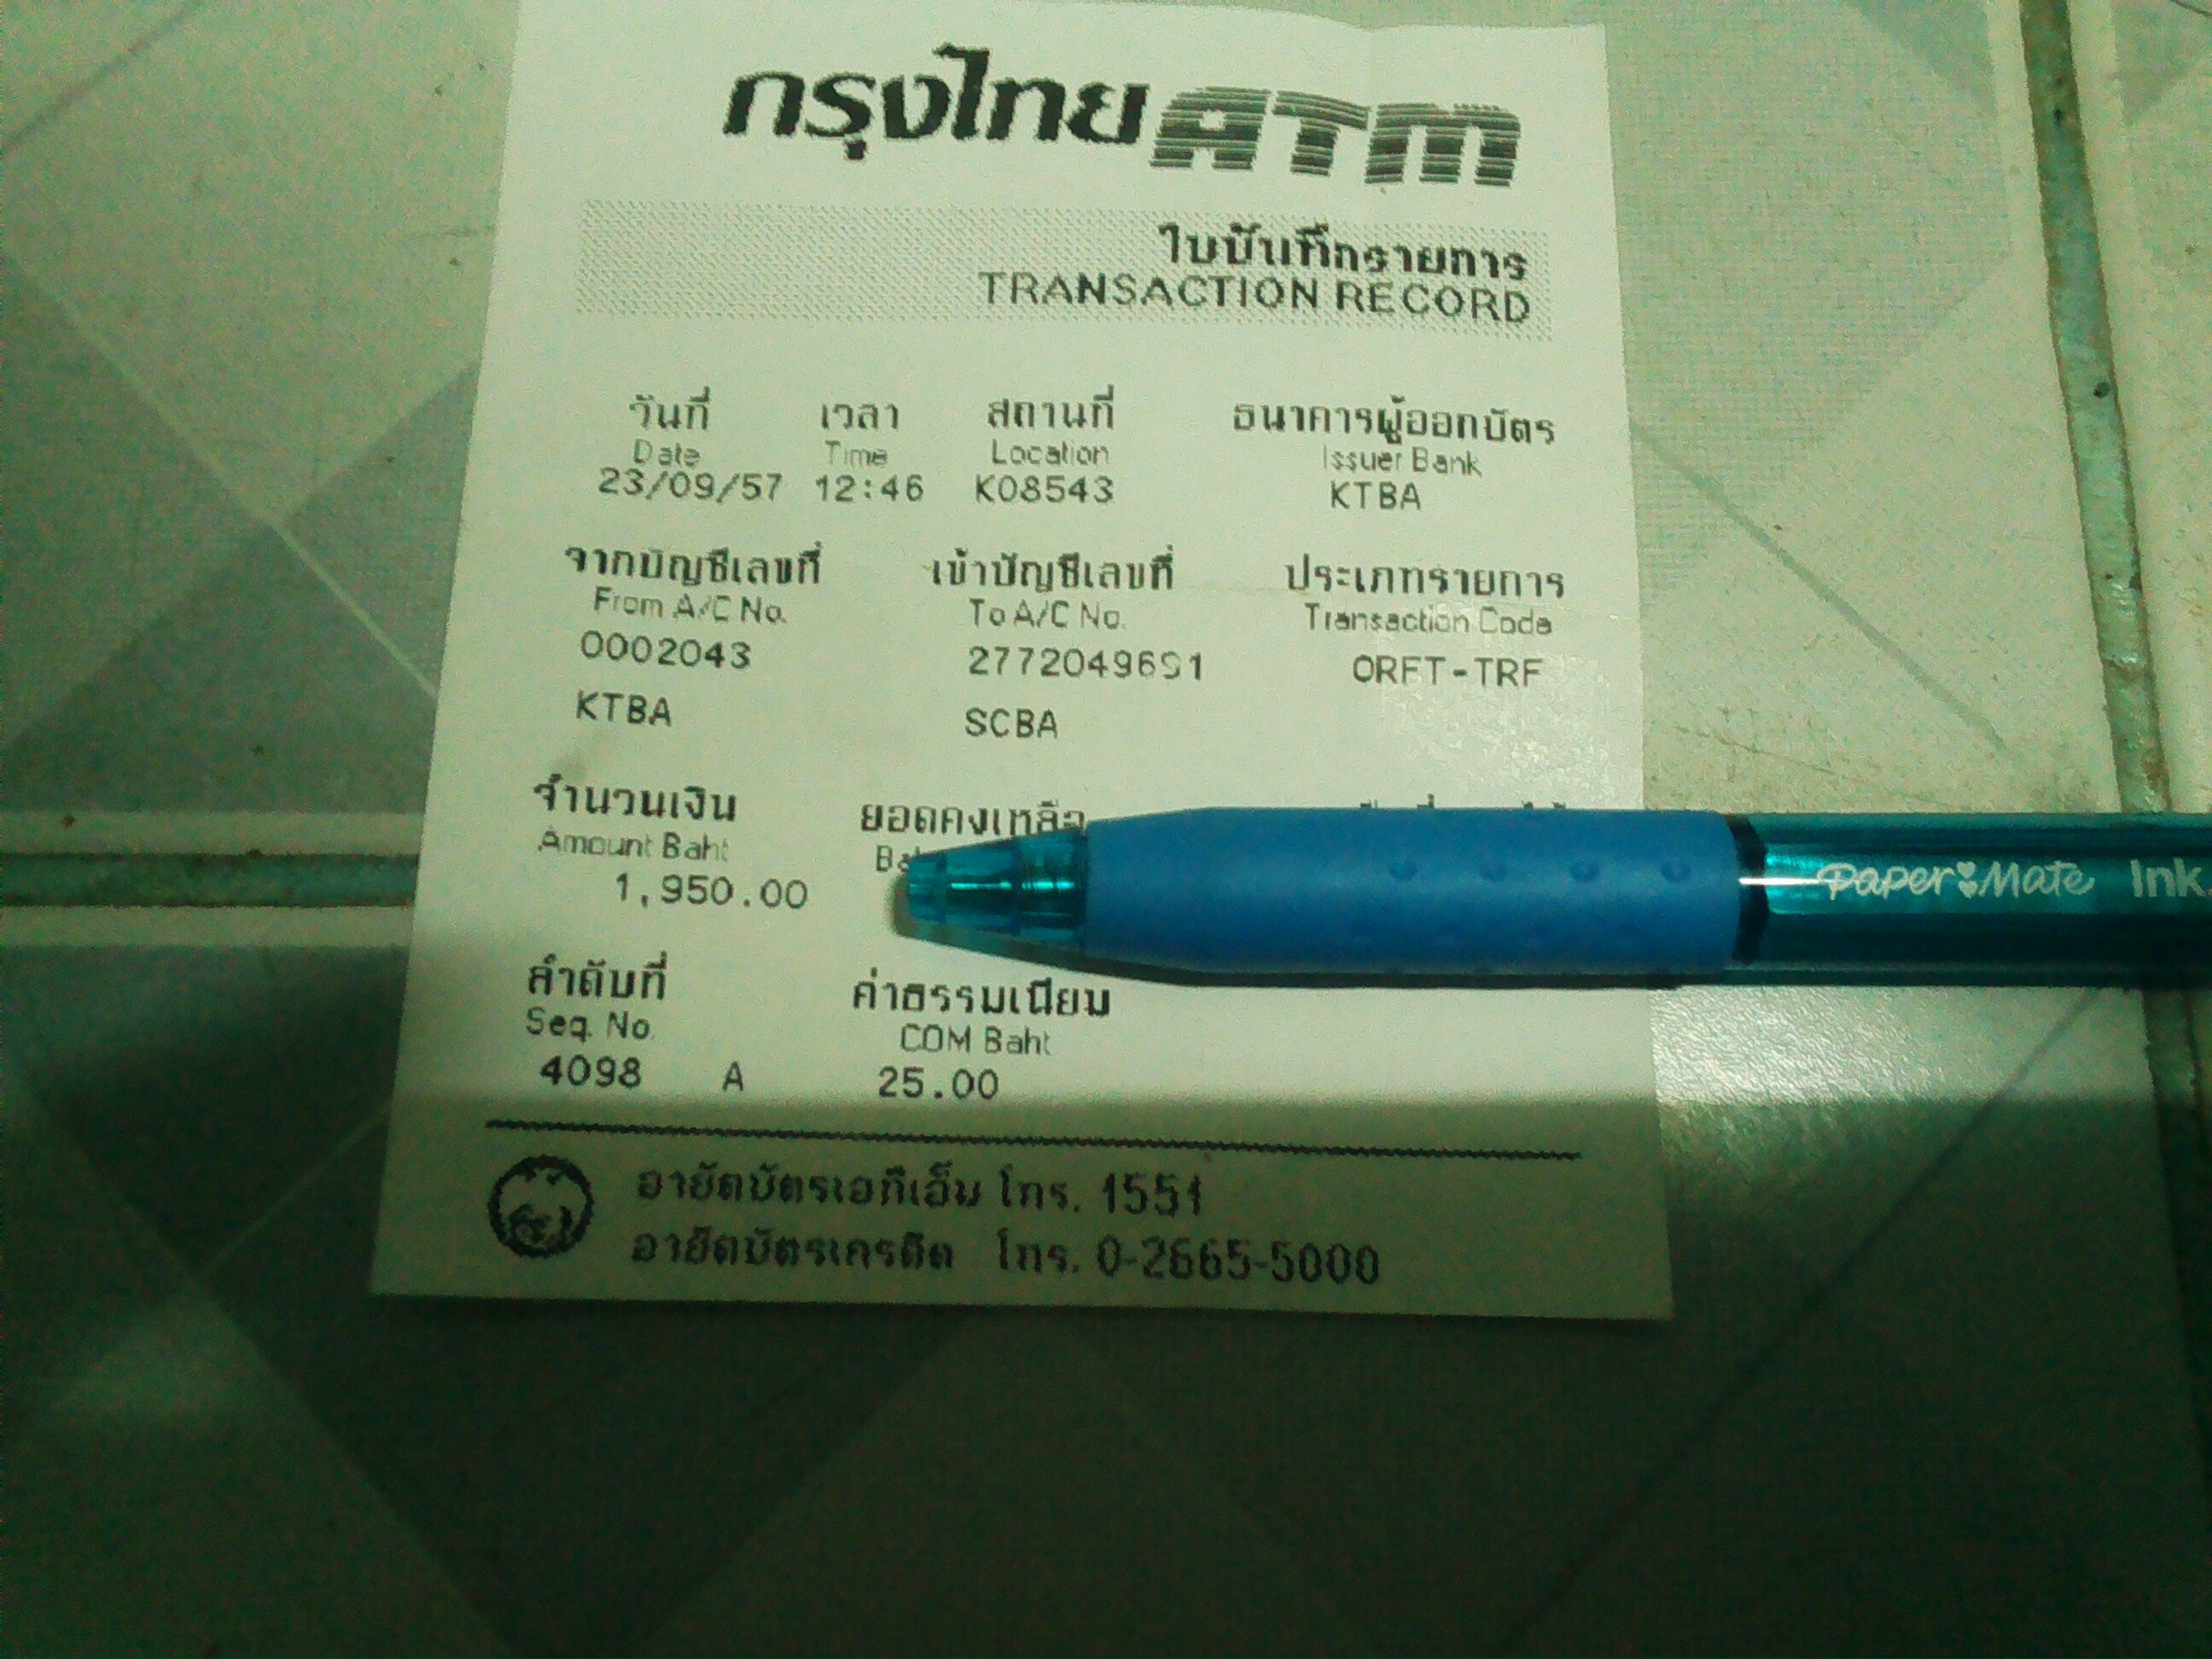 กรุงไทย ATM
ใบบันทึกรายการ
TRANSACTION RECORD
วันที่ เวลา สถานที่ ธนาคารผู้ออกบัตร
Date Time Location Issuer Bank
23/09/57 12:46 K08543 KTBA
จากบัญชีเลขที่ เข้าบัญชีเลขที่ ประเภทรายการ
From A/C No. To A/C No. Transaction Code
0002043 2772049691 ORFT-TRF
KTBA SCBA
จำนวนเงิน ยอดคงเหลือ
Amount Baht
1,950.00
Paper Mate Ink
ลำดับที่ ค่าธรรมเนียม
Seq. No. COM Baht
4098 A 25.00
อายัดบัตรเอทีเอ็ม โทร. 1551
อายัดบัตรเครดิต โทร. 0-2665-5000